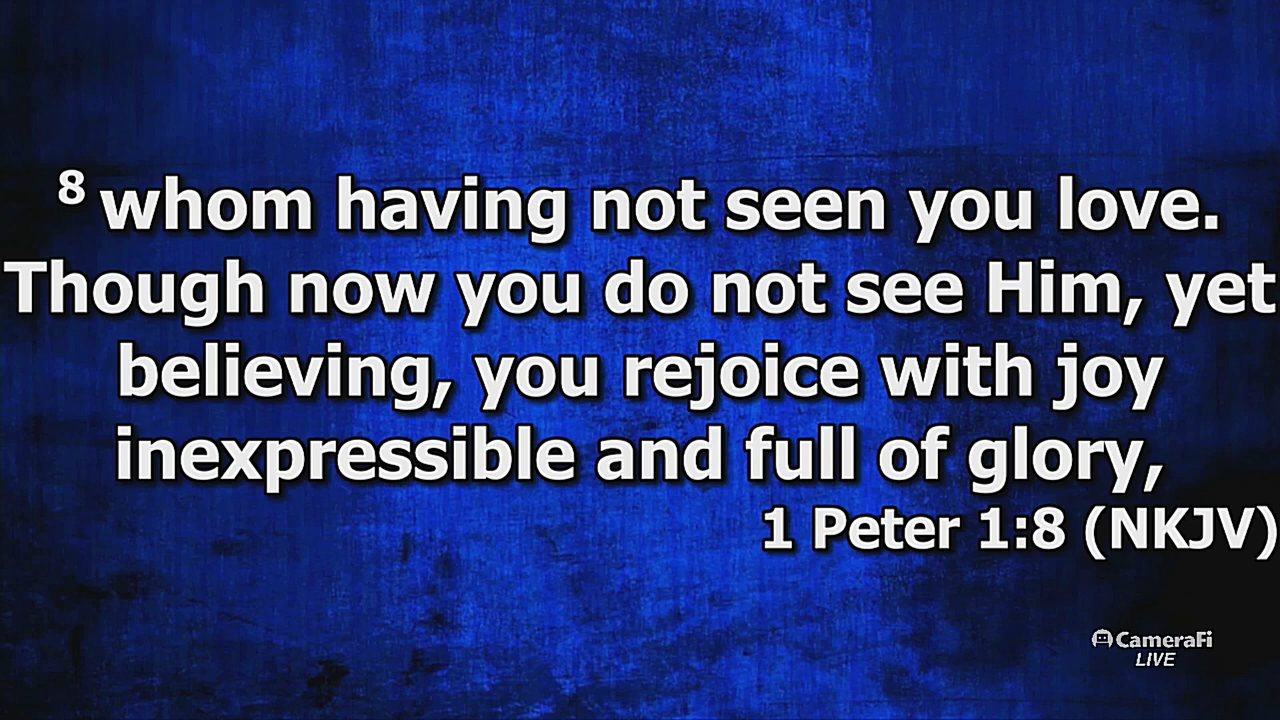 8 whom having not seen you love.
Though now you do not see Him, yet
believing, you rejoice with joy
inexpressible and full of glory,
1 Peter 1:8 (NKJV)
CameraFi
LIVE